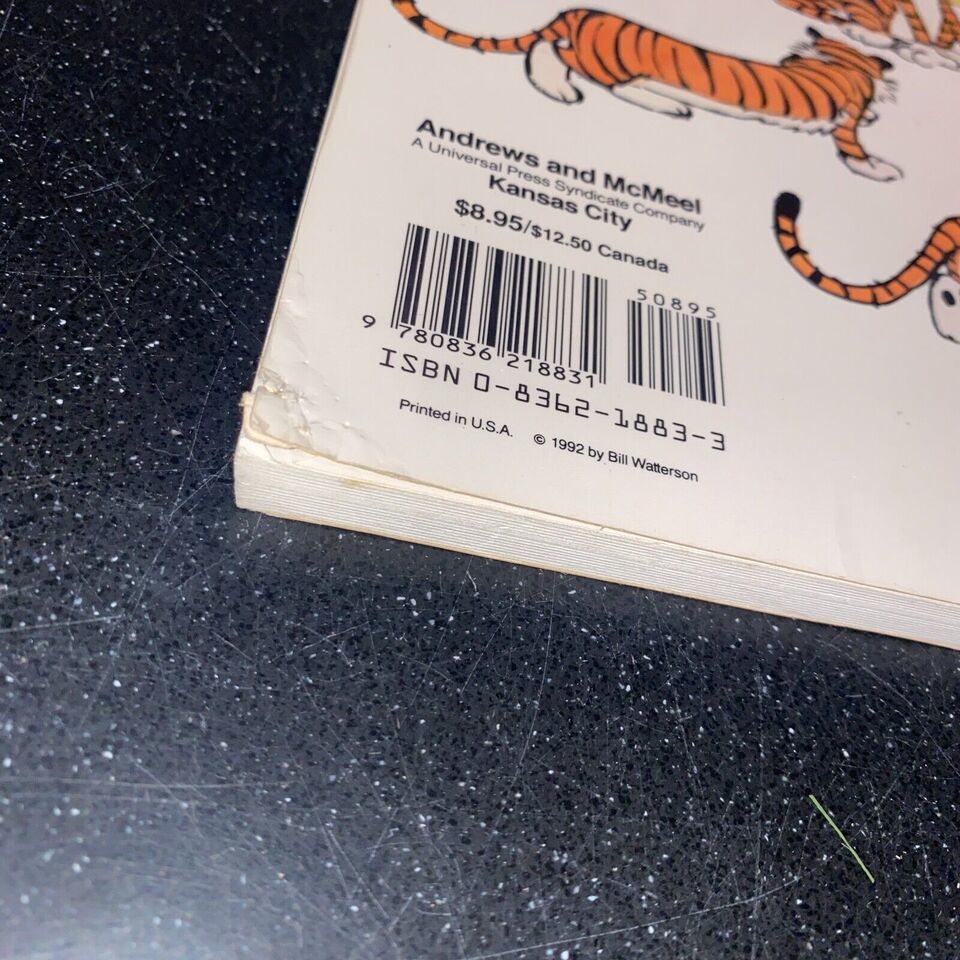 Andrews and McMeel
A Universal Press Syndicate Company
Kansas City
$8.95/$12.50 Canada
50895
9 780836 218831
ISBN 0-8362-1883-3
Printed in U.S.A. © 1992 by Bill Watterson